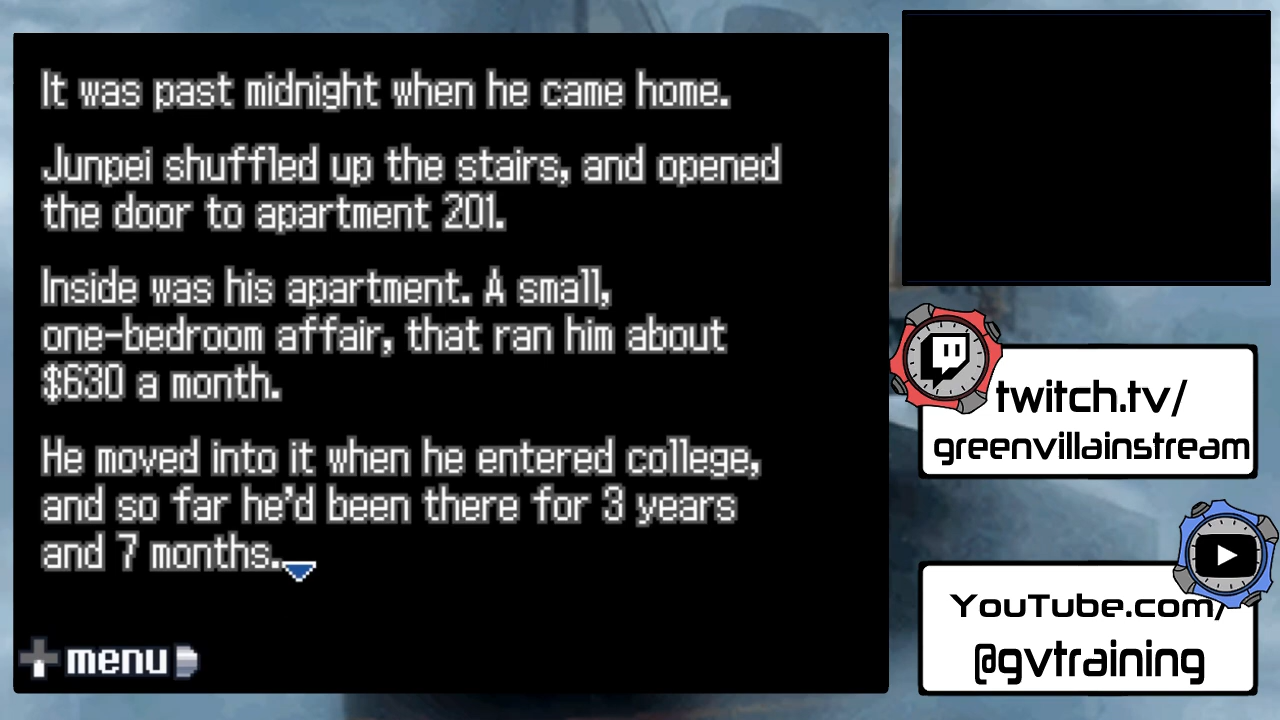 It was past midnight when he came home.
Junpei shuffled up the stairs, and opened
the door to apartment 201.
Inside was his apartment. A small,
one-bedroom affair, that ran him about
$630 a month.
He moved into it when he entered college,
and so far he'd been there for 3 years
and 7 months.
menu
twitch.tv/
greenvillainstream
YouTube.com/
@gvtraining